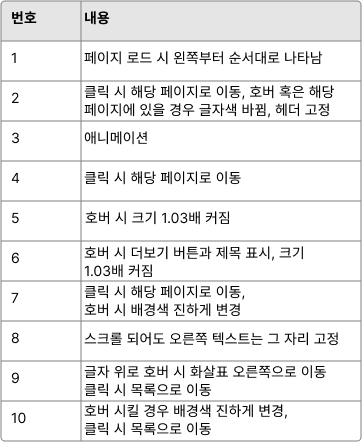 번호 내용
1 페이지 로드 시 왼쪽부터 순서대로 나타남
2 클릭 시 해당 페이지로 이동, 호버 혹은 해당
페이지에 있을 경우 글자색 바뀜, 헤더 고정
3 애니메이션
4 클릭 시 해당 페이지로 이동
5 호버 시 크기 1.03배 커짐
6 호버 시 더보기 버튼과 제목 표시, 크기
1.03배 커짐
7 클릭 시 해당 페이지로 이동,
호버 시 배경색 진하게 변경
8 스크롤 되어도 오른쪽 텍스트는 그 자리 고정
9 글자 위로 호버 시 화살표 오른쪽으로 이동
클릭 시 목록으로 이동
10 호버 시킬 경우 배경색 진하게 변경,
클릭 시 목록으로 이동